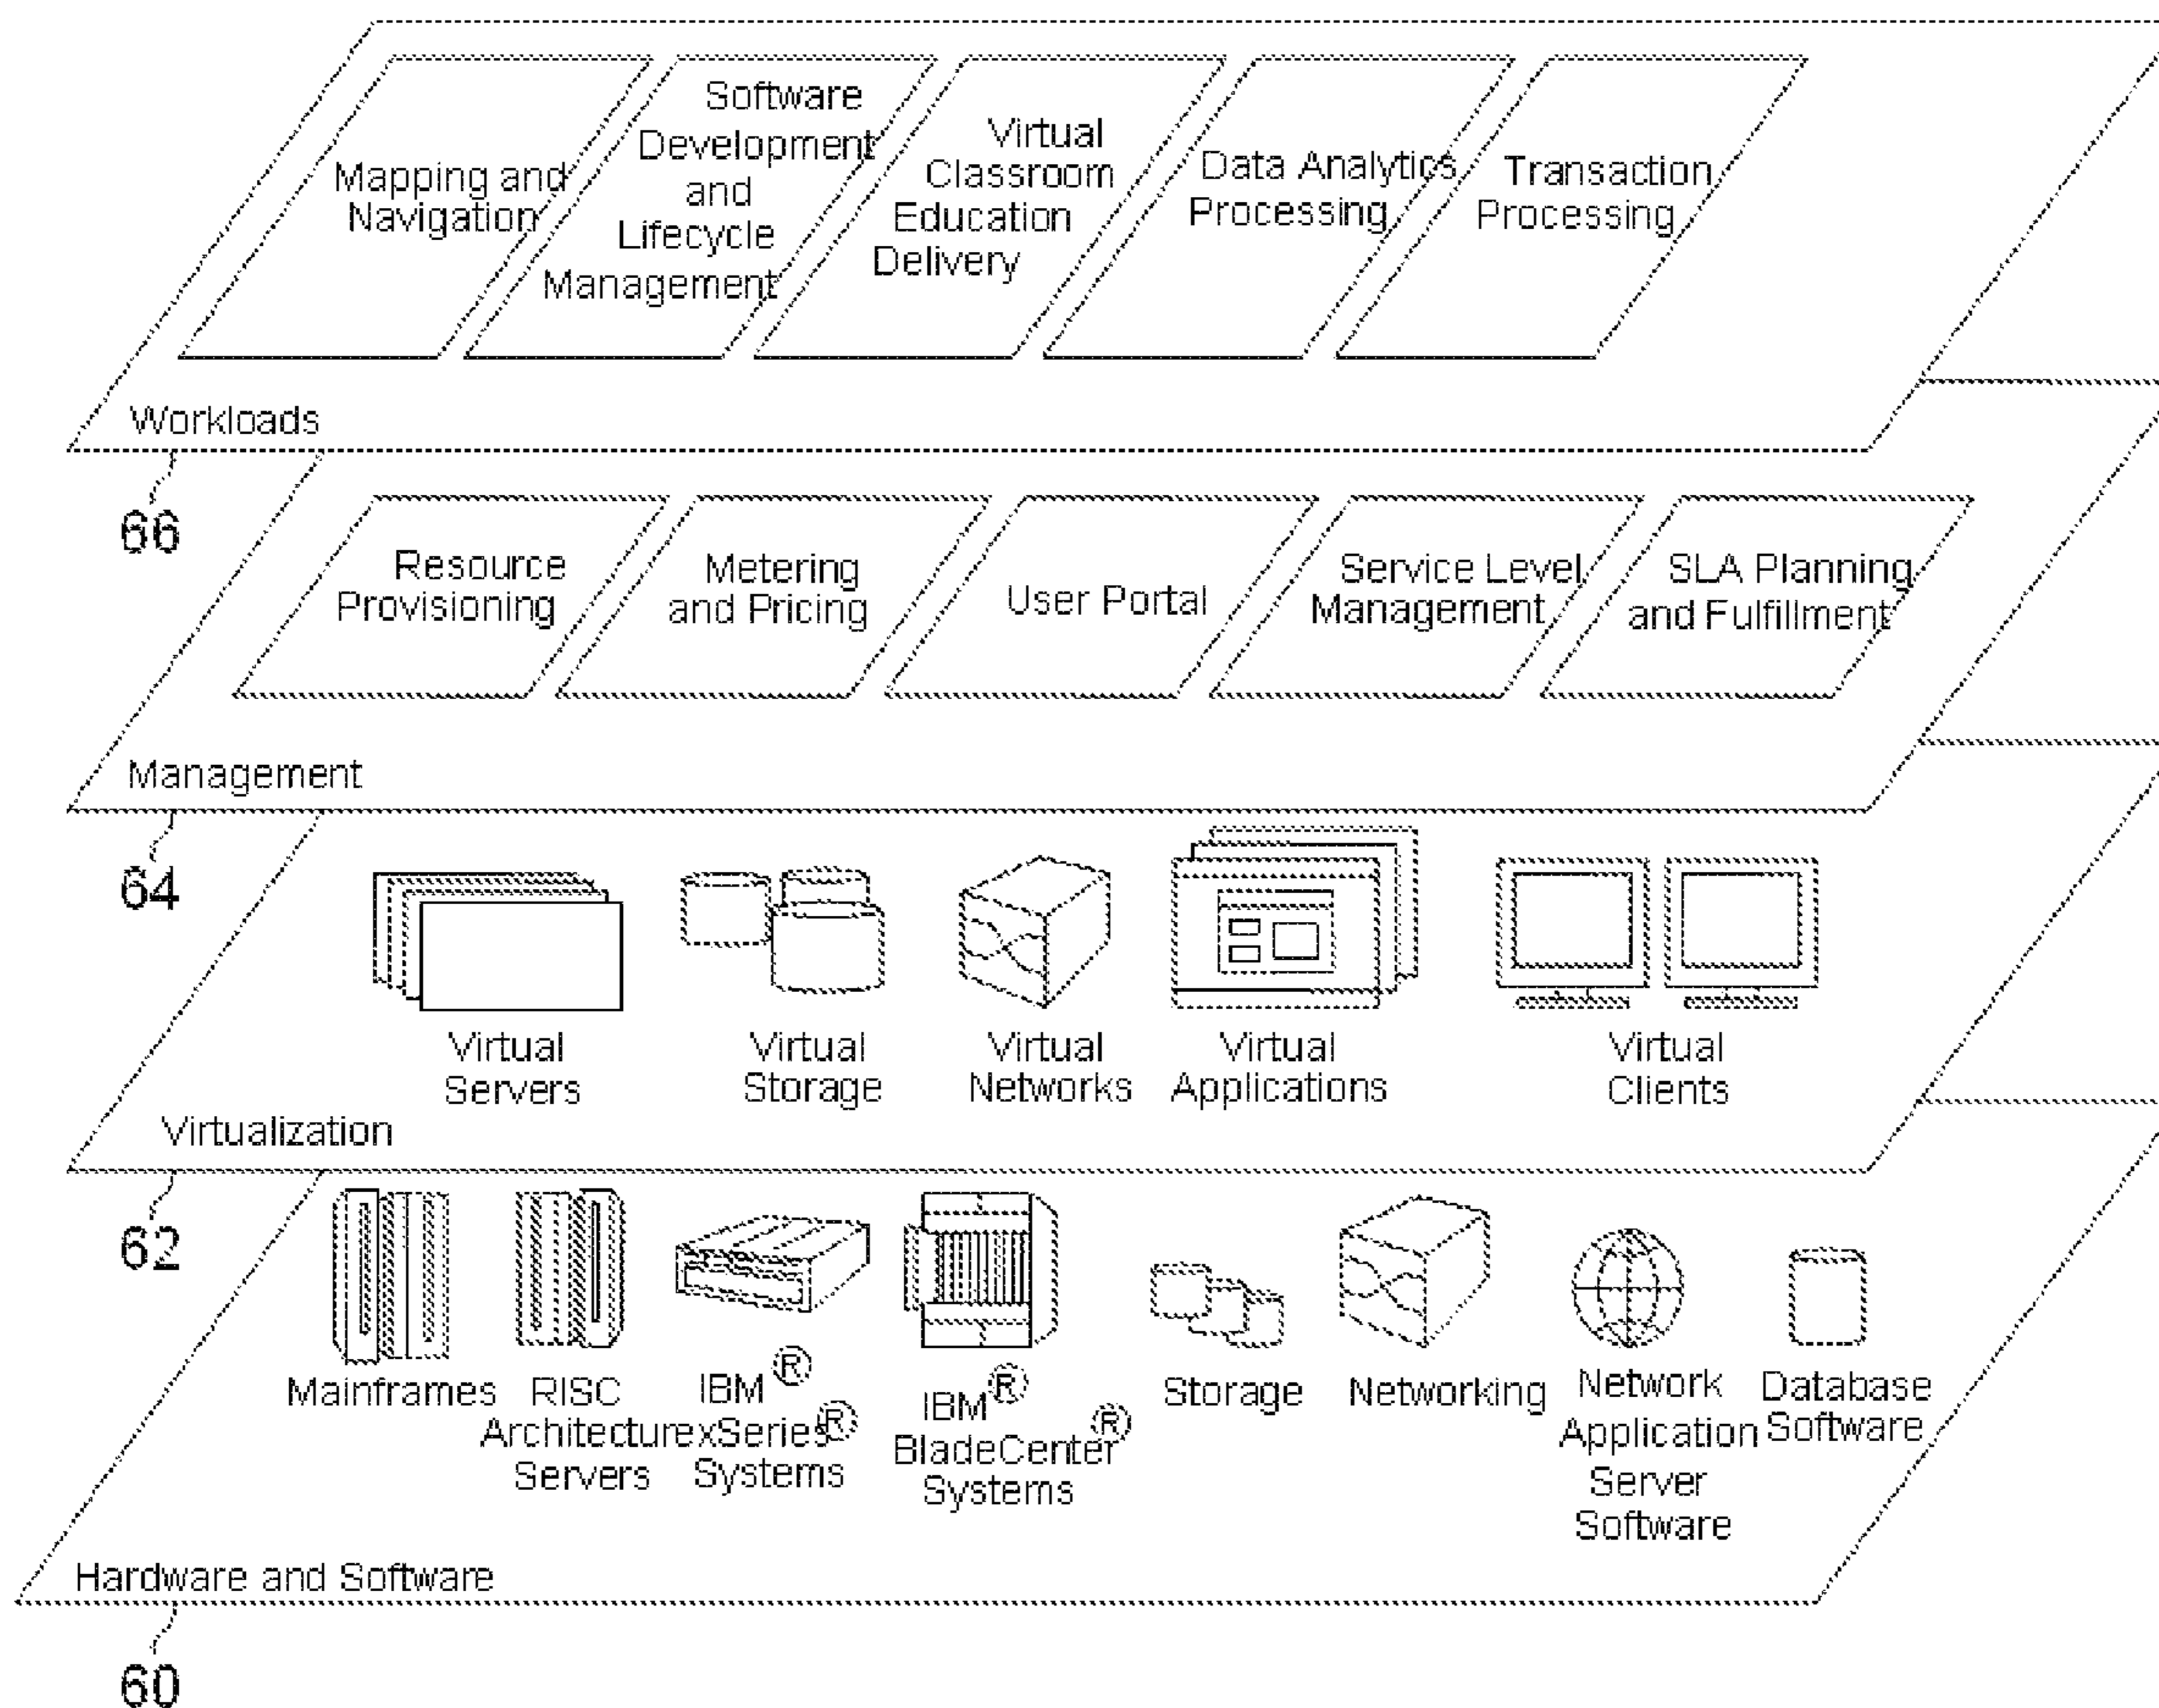 Mapping and
Navigation
Software
Development
and
Lifecycle
Management
Virtual
Classroom
Education
Delivery
Data Analytics
Processing
Transaction
Processing
Workloads
66
Resource
Provisioning
Metering
and Pricing
User Portal
Service Level
Management
SLA Planning
and Fulfillment
Management
64
Virtual
Servers
Virtual
Storage
Virtual
Networks
Virtual
Applications
Virtual
Clients
Virtualization
62
Mainframes
RISC
Architecture
Servers
IBM ®
xSeries ®
Systems
IBM ®
BladeCenter ®
Systems
Storage
Networking
Network
Application
Server
Software
Database
Software
Hardware and Software
60